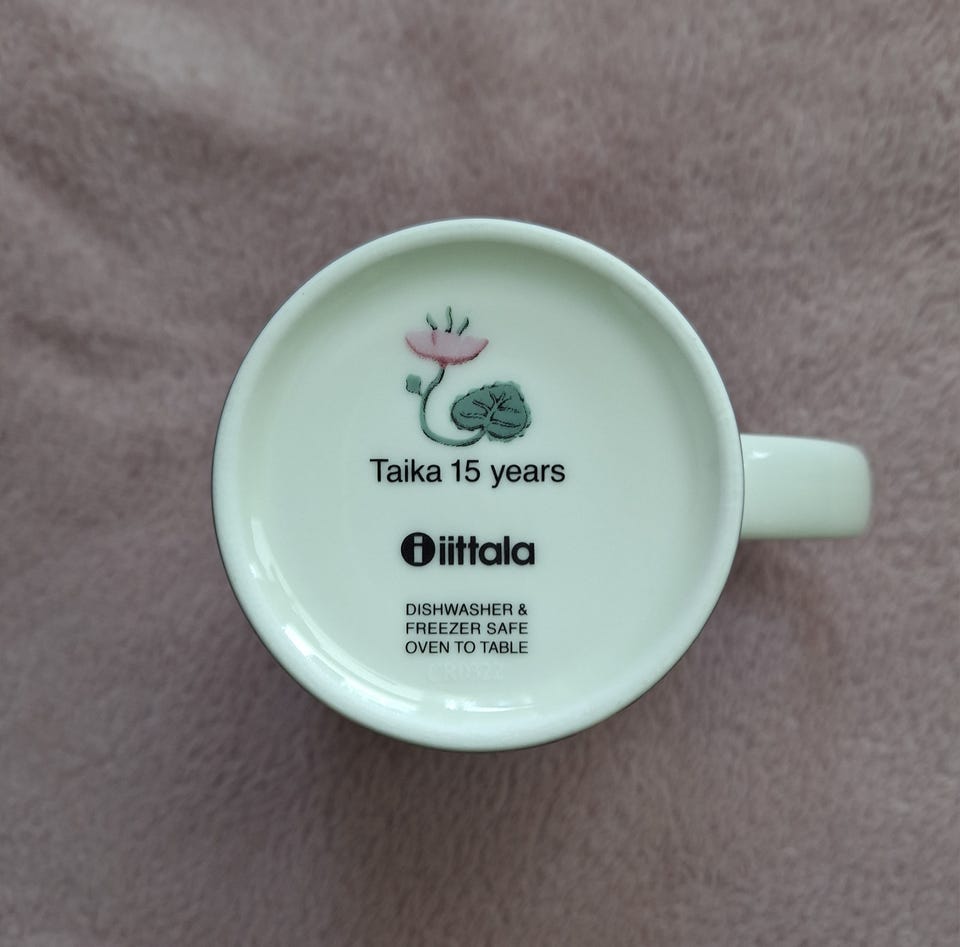 Taika 15 years
iittala
DISHWASHER &
FREEZER SAFE
OVEN TO TABLE